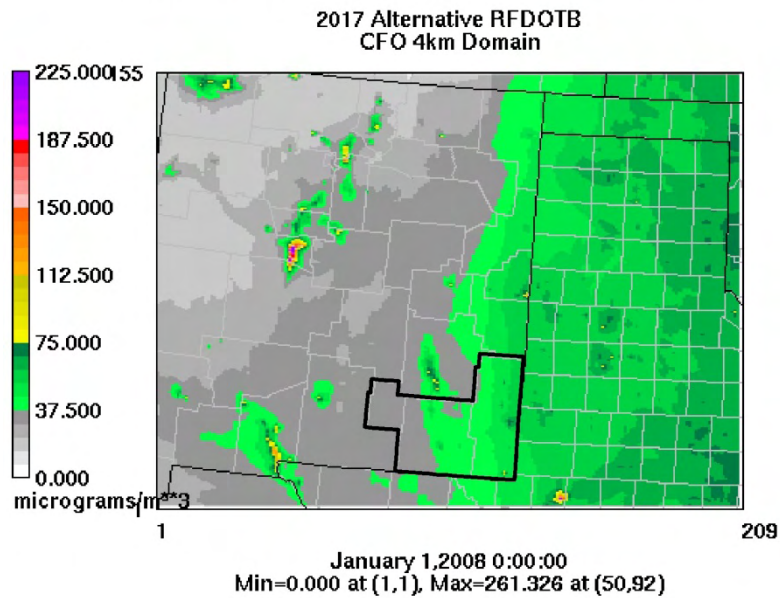 2017 Alternative RFDOTB
CFO 4km Domain
225.000
155
187.500
150.000
112.500
75.000
37.500
0.000
micrograms/m**3
1
1
209
January 1,2008 0:00:00
Min=0.000 at (1,1), Max=261.326 at (50,92)